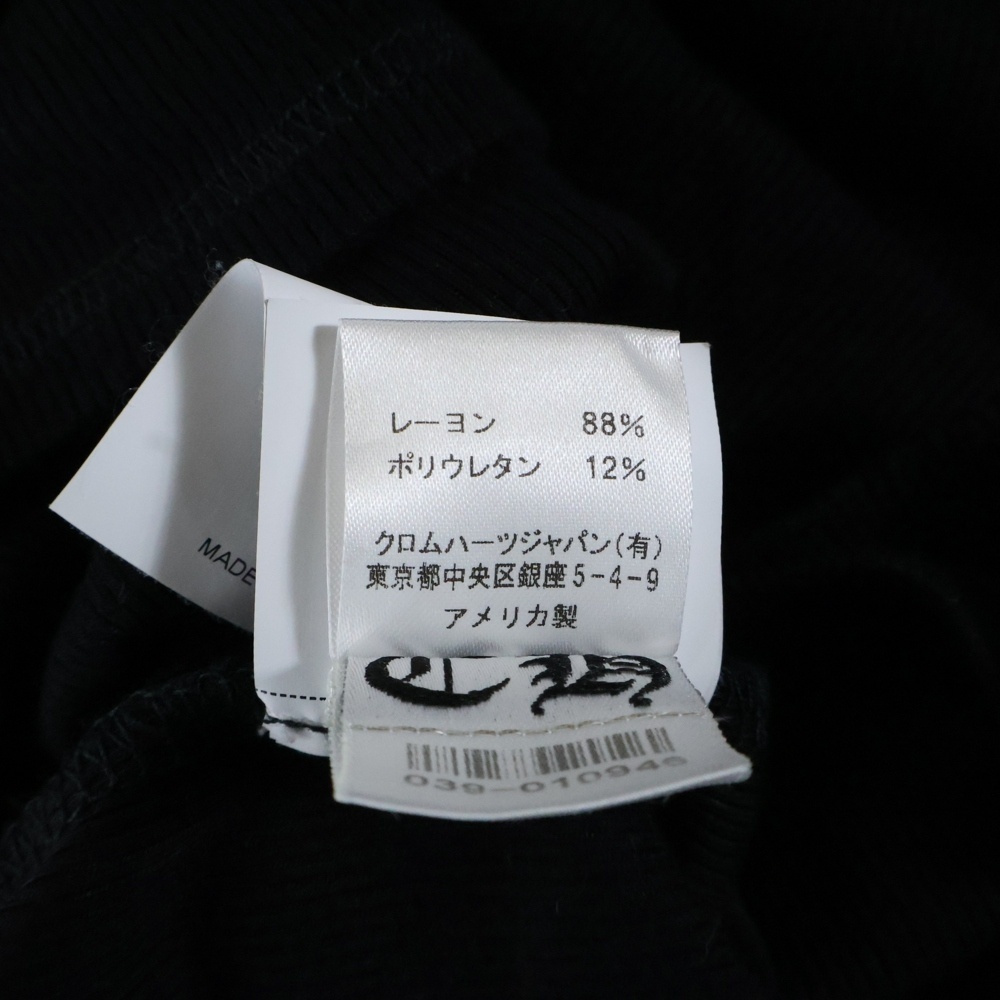 レーヨン 88%
ポリウレタン 12%
クロムハーツジャパン(有)
東京都中央区銀座5-4-9
アメリカ製
MADE
CH
039-010946